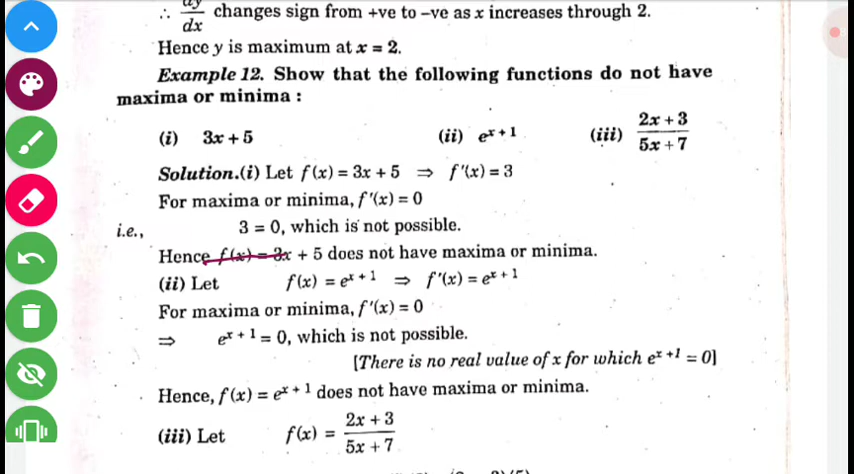 ∴ dy/dx changes sign from +ve to –ve as x increases through 2.
Hence y is maximum at x = 2.
Example 12. Show that the following functions do not have
maxima or minima :
(i) 3x + 5 (ii) e^(x + 1) (iii) (2x + 3)/(5x + 7)
Solution.(i) Let f(x) = 3x + 5 ⇒ f′(x) = 3
For maxima or minima, f′(x) = 0
i.e., 3 = 0, which is not possible.
Hence f(x) = 3x + 5 does not have maxima or minima.
(ii) Let f(x) = e^(x + 1) ⇒ f′(x) = e^(x + 1)
For maxima or minima, f′(x) = 0
⇒ e^(x + 1) = 0, which is not possible.
[There is no real value of x for which e^(x + 1) = 0]
Hence, f(x) = e^(x + 1) does not have maxima or minima.
(iii) Let f(x) = (2x + 3)/(5x + 7)